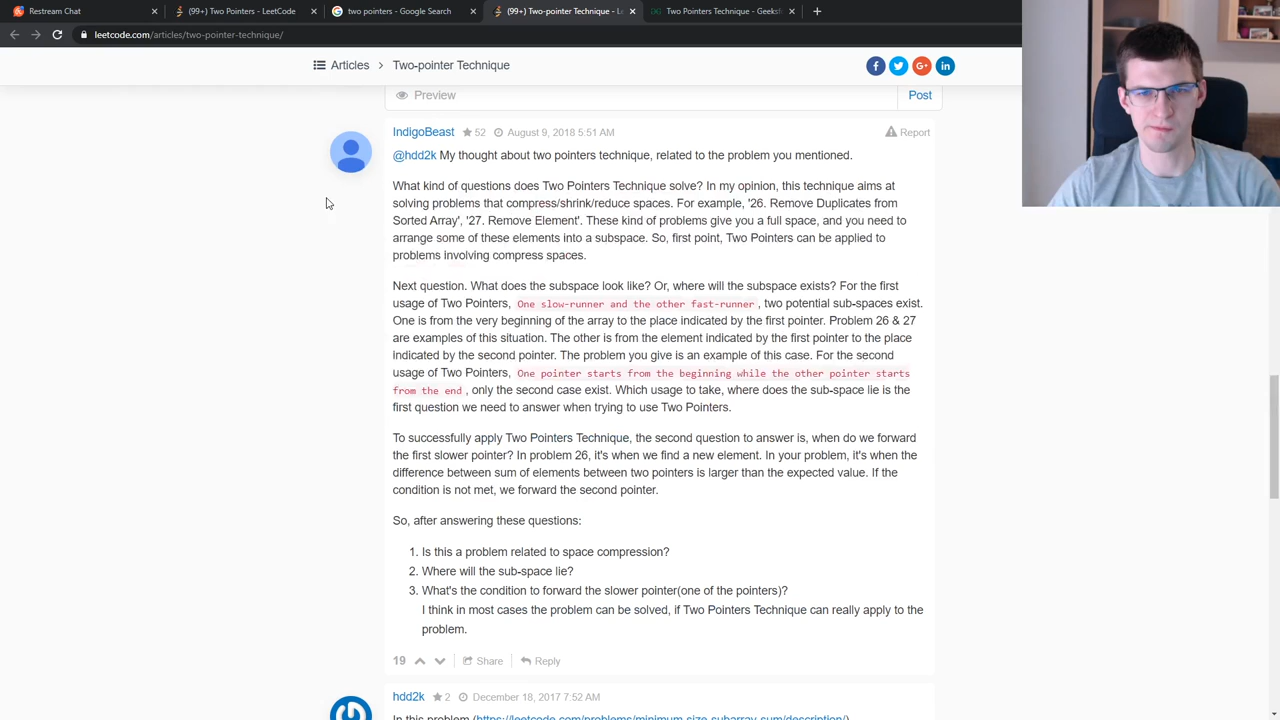 Restream Chat
(99+) Two Pointers - LeetCode
two pointers - Google Search
(99+) Two-pointer Technique - Le
Two Pointers Technique - Geeksf
leetcode.com/articles/two-pointer-technique/
Articles > Two-pointer Technique
Preview
Post
IndigoBeast 52 August 9, 2018 5:51 AM
Report
@hdd2k My thought about two pointers technique, related to the problem you mentioned.
What kind of questions does Two Pointers Technique solve? In my opinion, this technique aims at
solving problems that compress/shrink/reduce spaces. For example, '26. Remove Duplicates from
Sorted Array', '27. Remove Element'. These kind of problems give you a full space, and you need to
arrange some of these elements into a subspace. So, first point, Two Pointers can be applied to
problems involving compress spaces.
Next question. What does the subspace look like? Or, where will the subspace exists? For the first
usage of Two Pointers, One slow-runner and the other fast-runner, two potential sub-spaces exist.
One is from the very beginning of the array to the place indicated by the first pointer. Problem 26 & 27
are examples of this situation. The other is from the element indicated by the first pointer to the place
indicated by the second pointer. The problem you give is an example of this case. For the second
usage of Two Pointers, One pointer starts from the beginning while the other pointer starts
from the end, only the second case exist. Which usage to take, where does the sub-space lie is the
first question we need to answer when trying to use Two Pointers.
To successfully apply Two Pointers Technique, the second question to answer is, when do we forward
the first slower pointer? In problem 26, it's when we find a new element. In your problem, it's when the
difference between sum of elements between two pointers is larger than the expected value. If the
condition is not met, we forward the second pointer.
So, after answering these questions:
1. Is this a problem related to space compression?
2. Where will the sub-space lie?
3. What's the condition to forward the slower pointer(one of the pointers)?
I think in most cases the problem can be solved, if Two Pointers Technique can really apply to the
problem.
19 Share Reply
hdd2k 2 December 18, 2017 7:52 AM
In this problem (https://leetcode.com/problems/minimum-size-subarray-sum/description/)